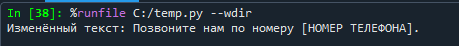 In [38]: %runfile C:/temp.py --wdir
Изменённый текст: Позвоните нам по номеру [НОМЕР ТЕЛЕФОНА].